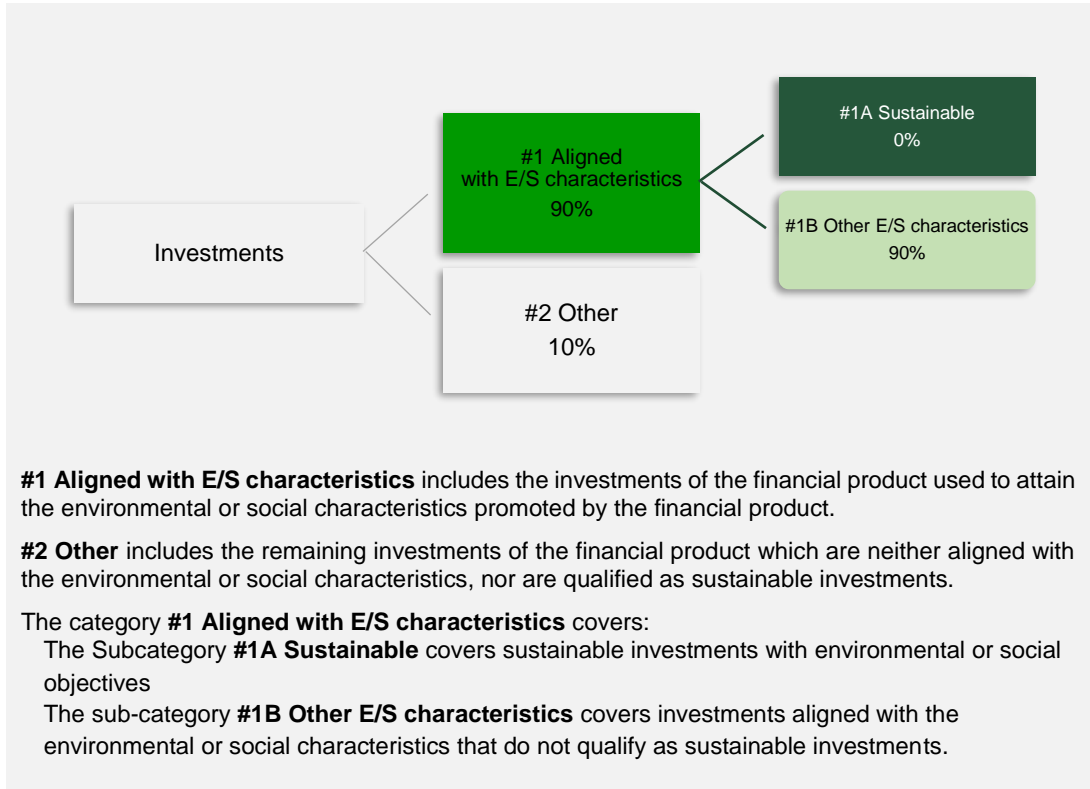 #1A Sustainable
0%
#1 Aligned
with E/S characteristics
90%
#1B Other E/S characteristics
90%
Investments
#2 Other
10%
#1 Aligned with E/S characteristics includes the investments of the financial product used to attain
the environmental or social characteristics promoted by the financial product.
#2 Other includes the remaining investments of the financial product which are neither aligned with
the environmental or social characteristics, nor are qualified as sustainable investments.
The category #1 Aligned with E/S characteristics covers:
The Subcategory #1A Sustainable covers sustainable investments with environmental or social
objectives
The sub-category #1B Other E/S characteristics covers investments aligned with the
environmental or social characteristics that do not qualify as sustainable investments.